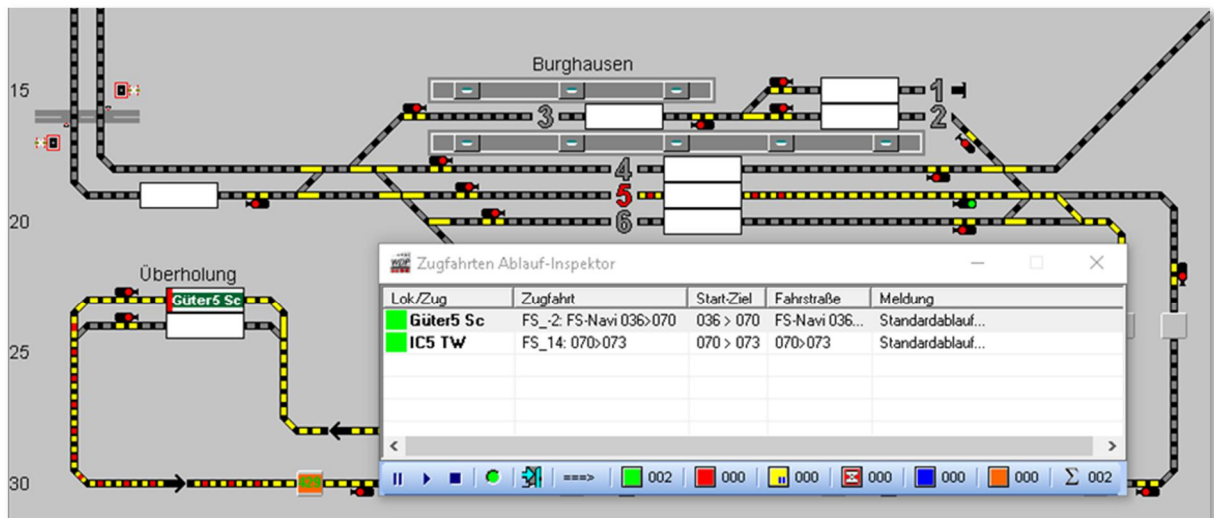 Burghausen
15
1
3
2
4
5
20
6
Überholung
Güter5 Sc
WDP Zugfahrten Ablauf-Inspektor
Lok/Zug Zugfahrt Start-Ziel Fahrstraße Meldung
Güter5 Sc FS_-2: FS-Navi 036>070 036 > 070 FS-Navi 036... Standardablauf...
IC5 TW FS_14: 070>073 070 > 073 070>073 Standardablauf...
25
30
429
===> 002 000 000 000 000 000 Σ 002